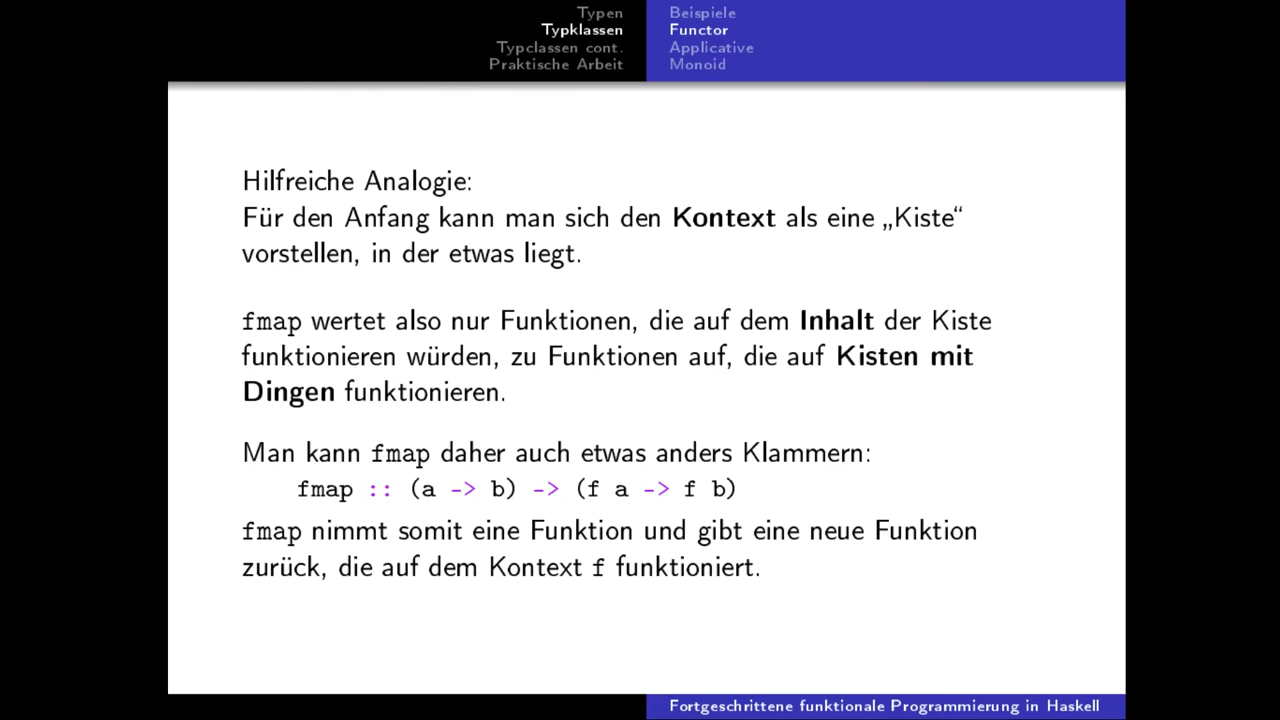 Typen
Typklassen
Typclassen cont.
Praktische Arbeit
Beispiele
Functor
Applicative
Monoid
Hilfreiche Analogie:
Für den Anfang kann man sich den Kontext als eine „Kiste“
vorstellen, in der etwas liegt.
fmap wertet also nur Funktionen, die auf dem Inhalt der Kiste
funktionieren würden, zu Funktionen auf, die auf Kisten mit
Dingen funktionieren.
Man kann fmap daher auch etwas anders Klammern:
fmap :: (a -> b) -> (f a -> f b)
fmap nimmt somit eine Funktion und gibt eine neue Funktion
zurück, die auf dem Kontext f funktioniert.
Fortgeschrittene funktionale Programmierung in Haskell